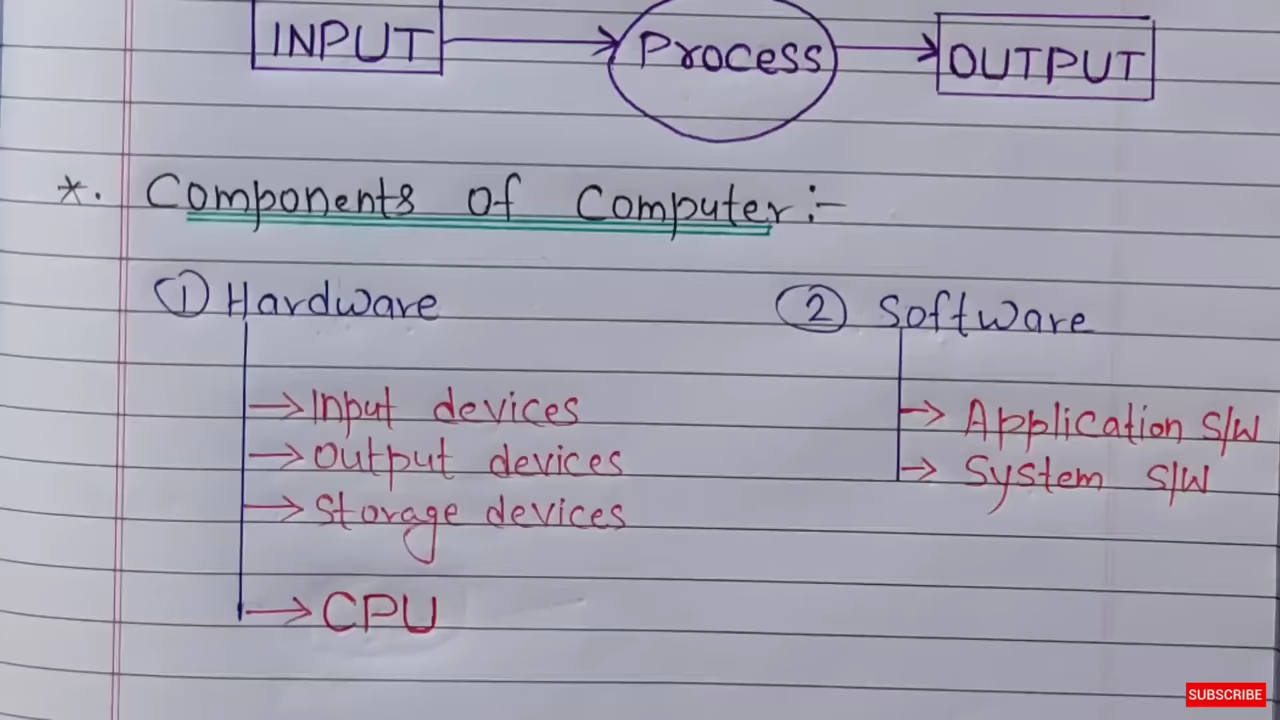 INPUT Process OUTPUT
*. Components of Computer:-
① Hardware ② Software
→ Input devices → Application S/W
→ Output devices → System S/W
→ Storage devices
→ CPU
SUBSCRIBE